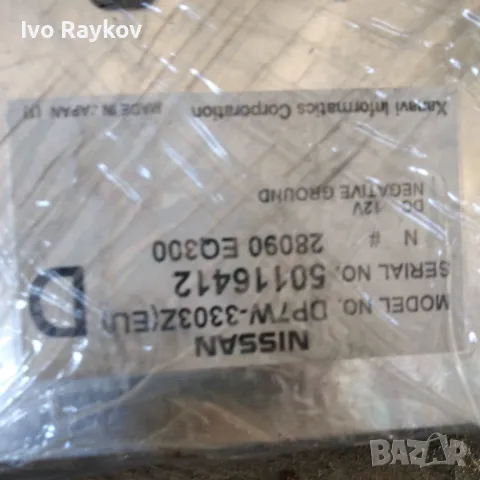 Ivo Raykov
NISSAN
MODEL NO. DP7W-3303Z(EU)
SERIAL NO. 50116412
N # 28090 EQ300
DC 12V
NEGATIVE GROUND
D
Xanavi Informatics Corporation
MADE IN JAPAN
BAZAR